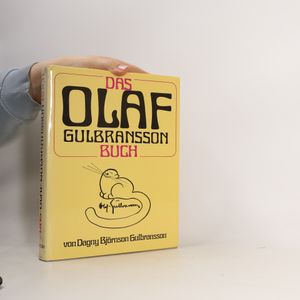 DAS
OLAF
GULBRANSSON
BUCH
von Dagny Björnson Gulbransson